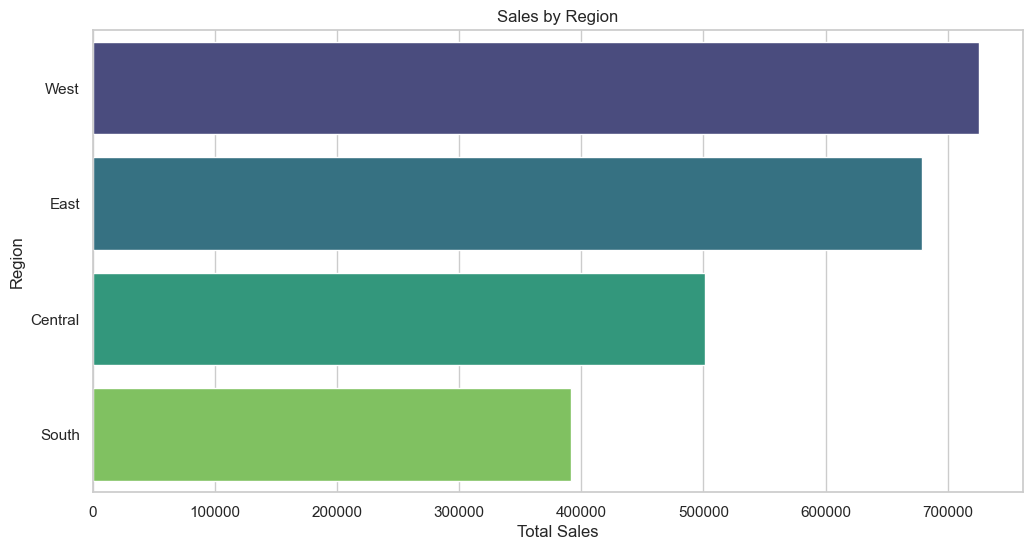 Sales by Region
West
East
Central
South
Region
0 100000 200000 300000 400000 500000 600000 700000
Total Sales